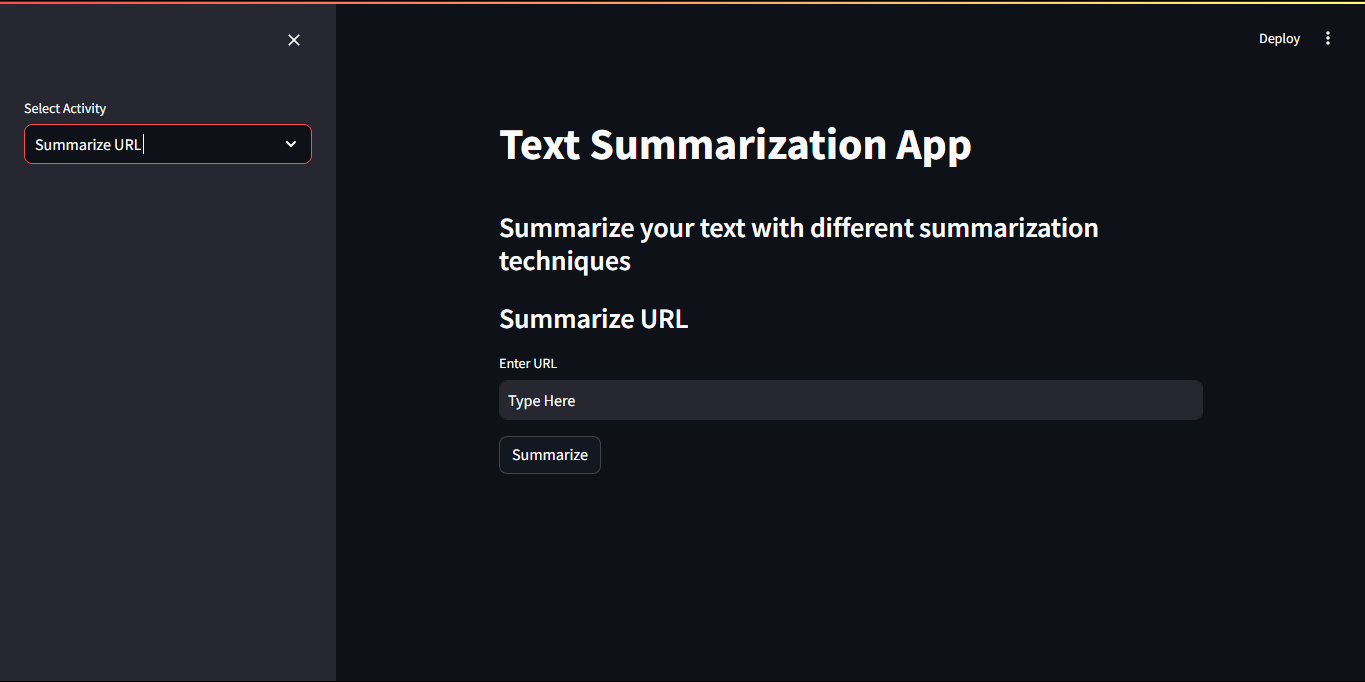 Deploy
Select Activity
Summarize URL
Text Summarization App
Summarize your text with different summarization
techniques
Summarize URL
Enter URL
Type Here
Summarize